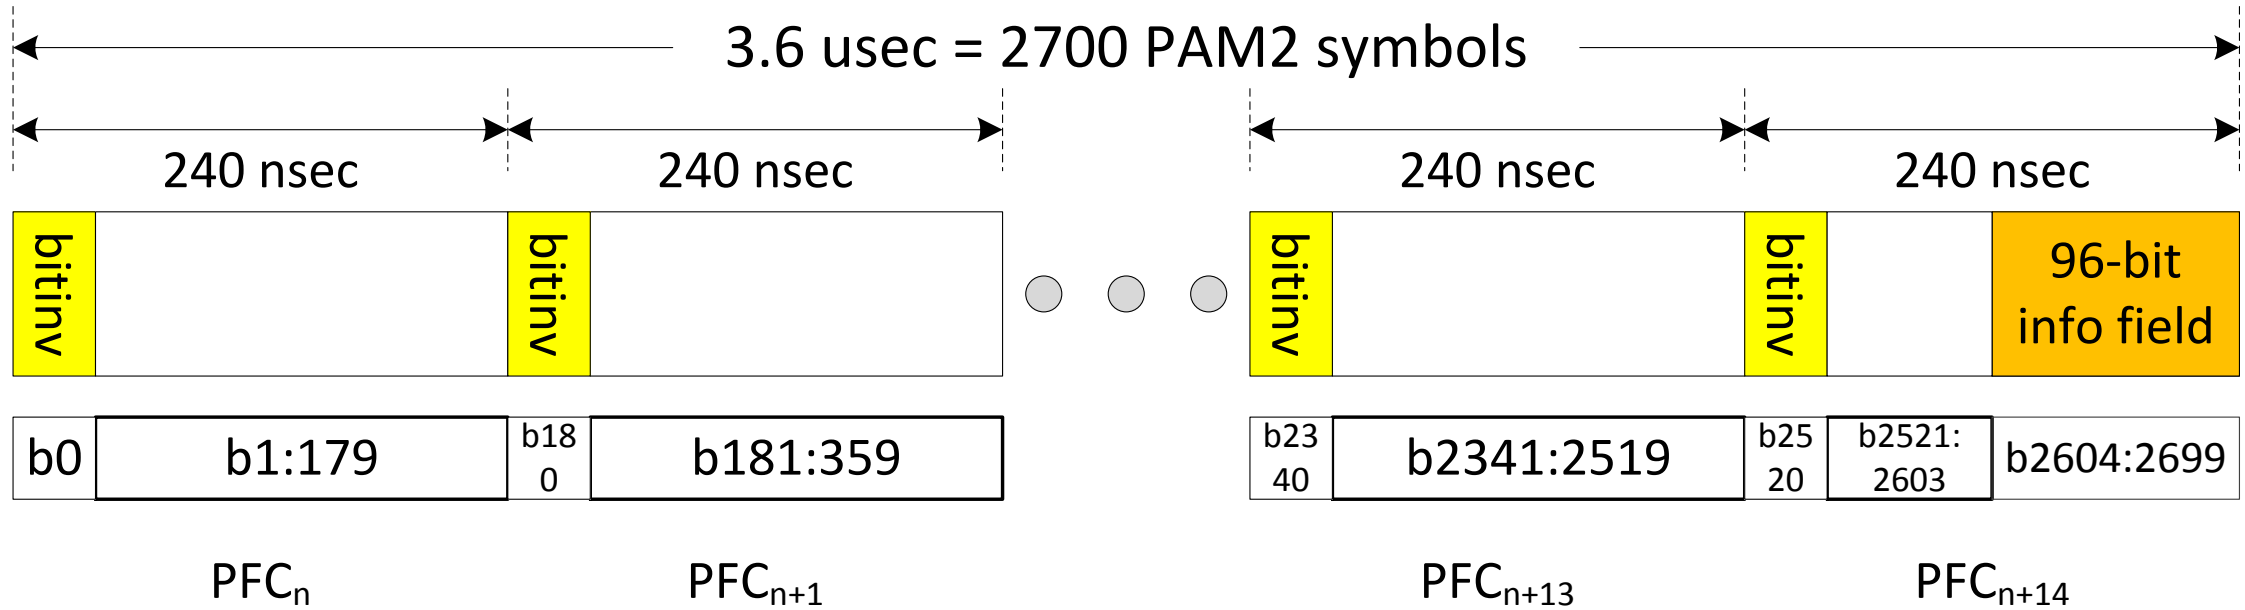 3.6 usec = 2700 PAM2 symbols
240 nsec 240 nsec 240 nsec 240 nsec
bitinv bitinv bitinv bitinv 96-bit
info field
b0 b1:179 b18 b181:359 b23 b2341:2519 b25 b2521: b2604:2699
0 40 20 2603
PFCn PFCn+1 PFCn+13 PFCn+14